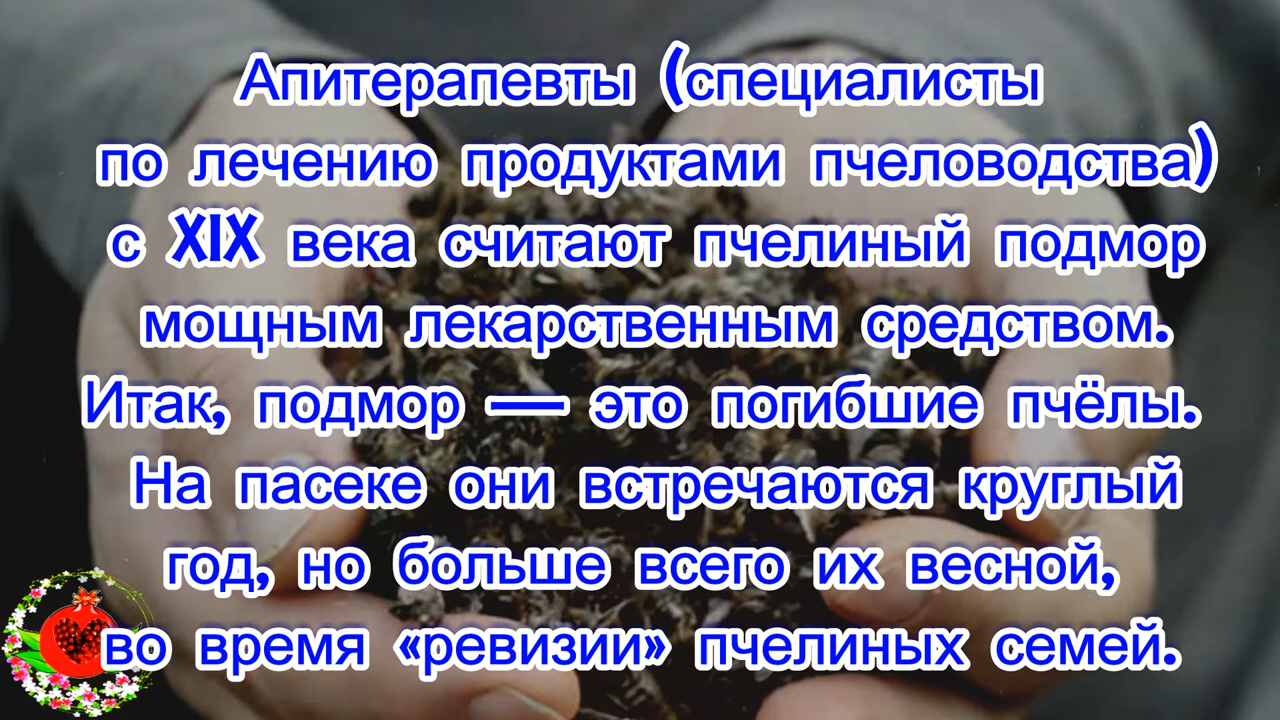 Апитерапевты (специалисты
по лечению продуктами пчеловодства)
с XIX века считают пчелиный подмор
мощным лекарственным средством.
Итак, подмор — это погибшие пчёлы.
На пасеке они встречаются круглый
год, но больше всего их весной,
во время «ревизии» пчелиных семей.